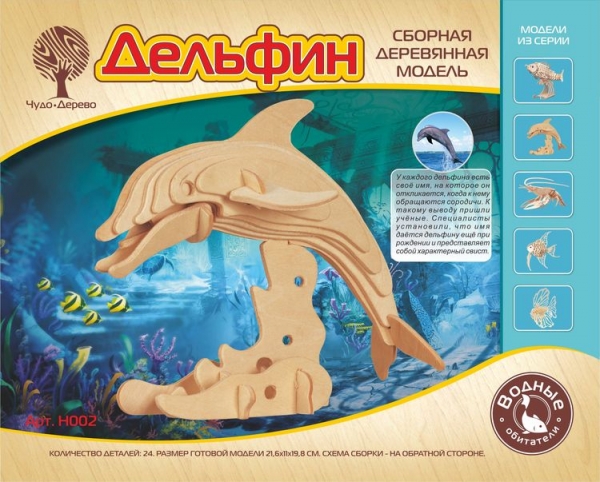 Чудо-Дерево
Дельфин
СБОРНАЯ
ДЕРЕВЯННАЯ
МОДЕЛЬ
МОДЕЛИ
ИЗ СЕРИИ
У каждого дельфина есть
своё имя, на которое он
откликается, когда к нему
обращаются сородичи. К
такому выводу пришли
учёные. Специалисты
установили, что имя
даётся дельфину ещё при
рождении и представляет
собой характерный свист.
Арт. H002
Водные
обитатели
КОЛИЧЕСТВО ДЕТАЛЕЙ: 24. РАЗМЕР ГОТОВОЙ МОДЕЛИ 21,6х11х19,8 СМ. СХЕМА СБОРКИ - НА ОБРАТНОЙ СТОРОНЕ.